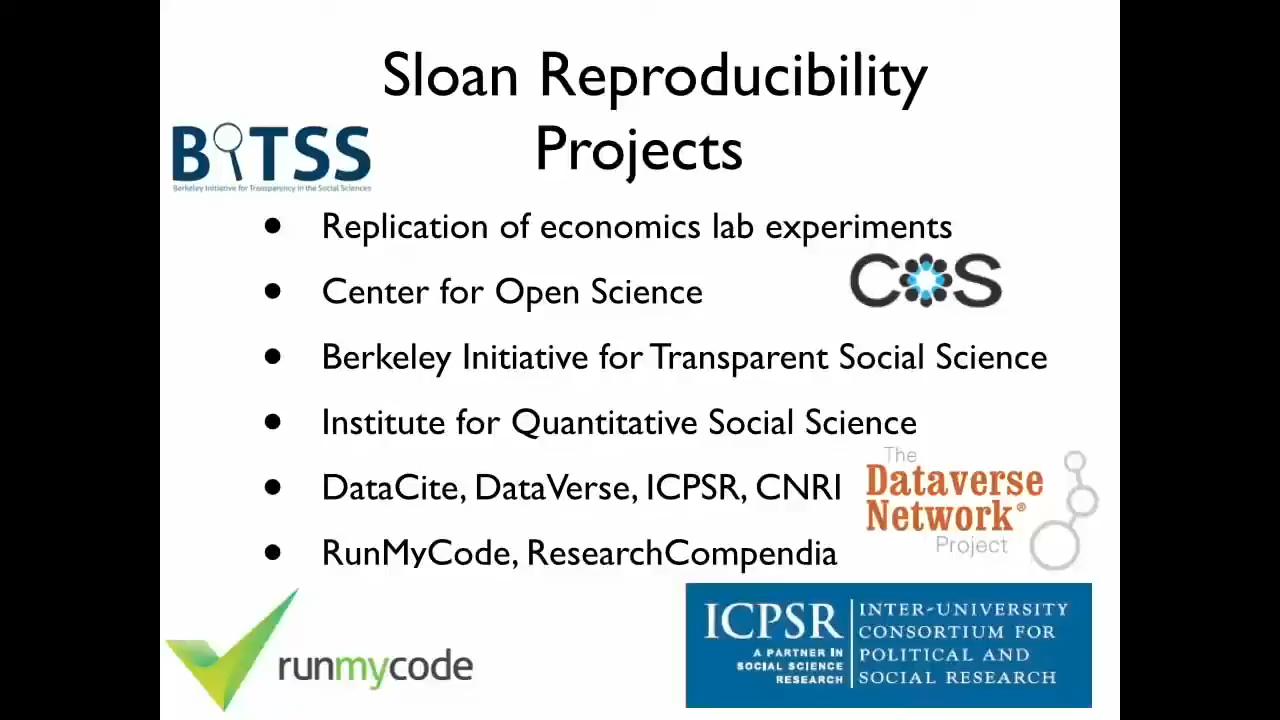 Sloan Reproducibility
Projects
BITSS
Berkeley Initiative for Transparency in the Social Sciences
• Replication of economics lab experiments
COS
• Center for Open Science
• Berkeley Initiative for Transparent Social Science
• Institute for Quantitative Social Science
• DataCite, DataVerse, ICPSR, CNRI
The
Dataverse
Network®
Project
• RunMyCode, ResearchCompendia
runmycode
ICPSR
A PARTNER IN
SOCIAL SCIENCE
RESEARCH
INTER-UNIVERSITY
CONSORTIUM FOR
POLITICAL AND
SOCIAL RESEARCH